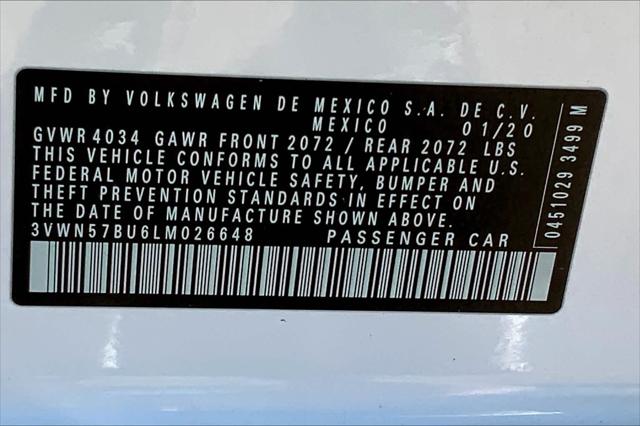 MFD BY VOLKSWAGEN DE MEXICO S.A. DE C.V.
MEXICO 01/20
GVWR 4034 GAWR FRONT 2072 / REAR 2072 LBS
THIS VEHICLE CONFORMS TO ALL APPLICABLE U.S.
FEDERAL MOTOR VEHICLE SAFETY, BUMPER AND
THEFT PREVENTION STANDARDS IN EFFECT ON
THE DATE OF MANUFACTURE SHOWN ABOVE.
3VWN57BU6LM026648 PASSENGER CAR
0451029 3499 M